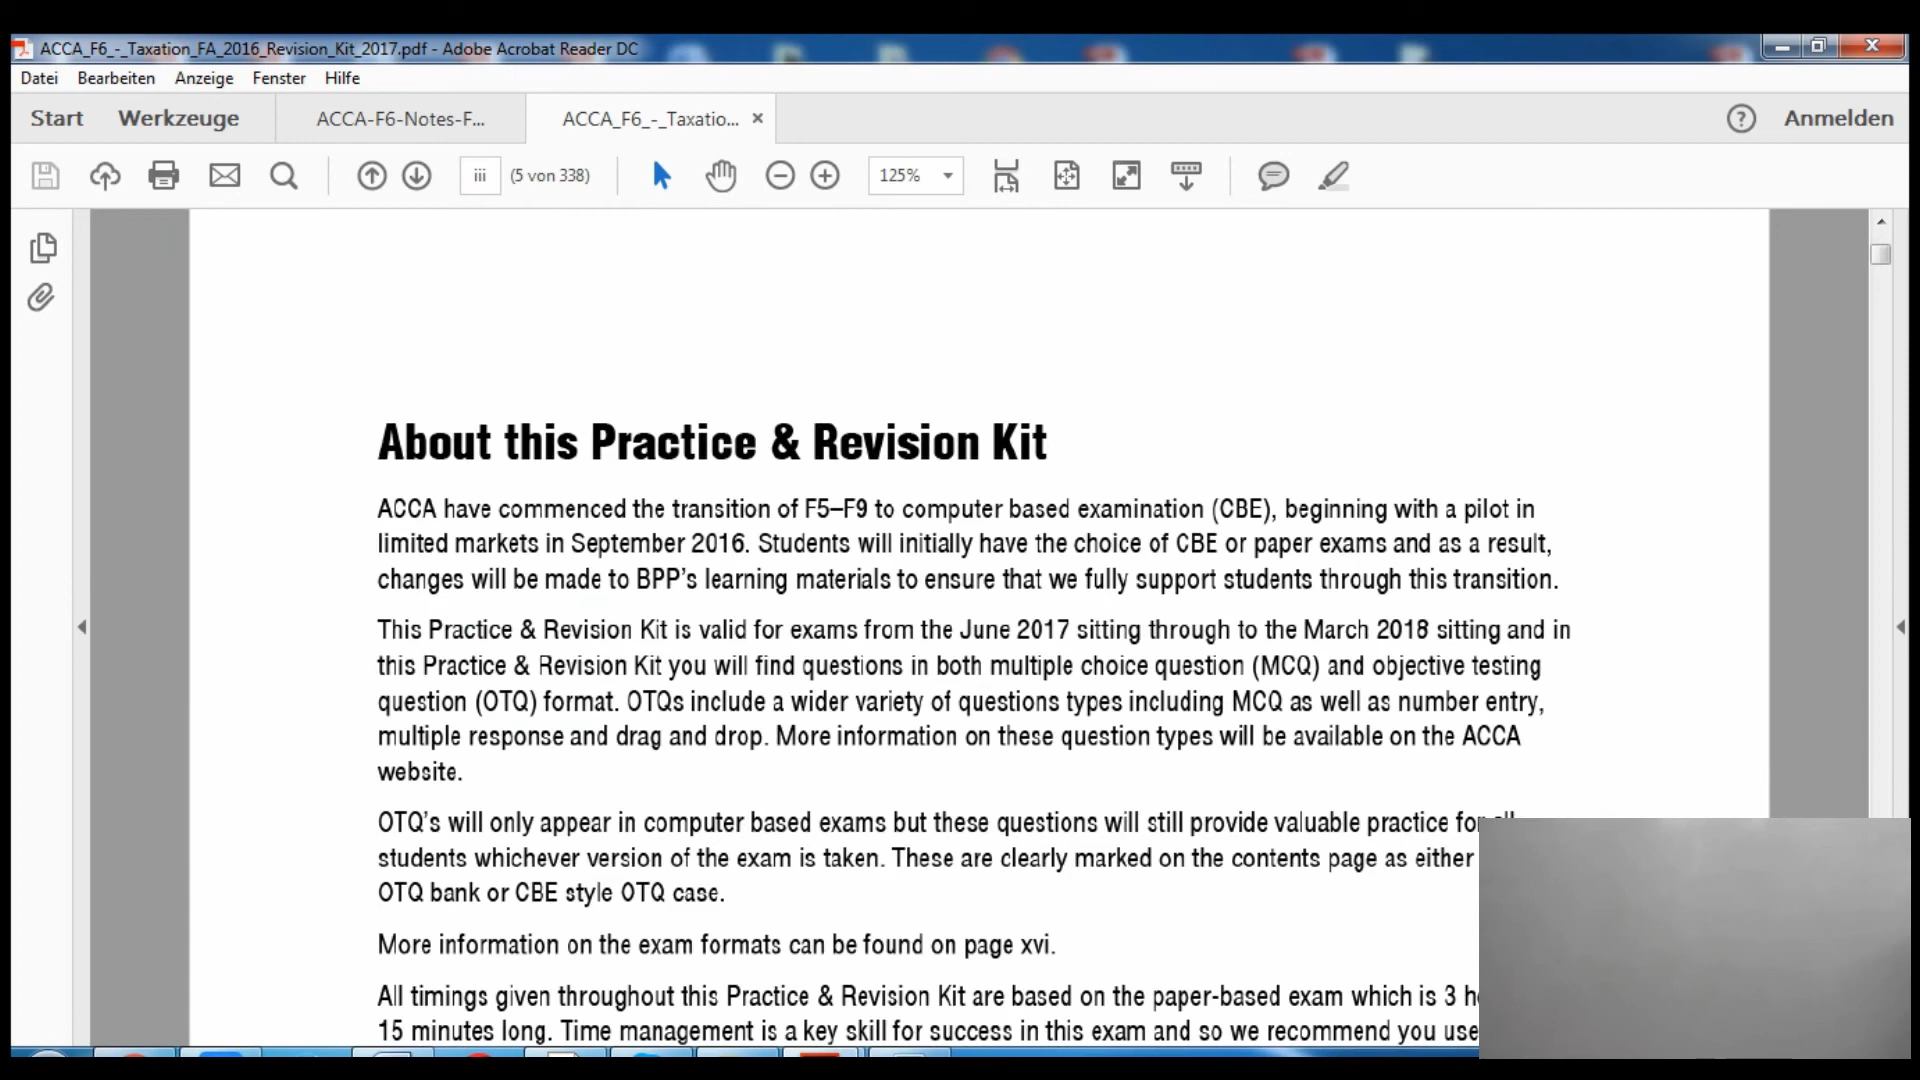 ACCA_F6_-_Taxation_FA_2016_Revision_Kit_2017.pdf - Adobe Acrobat Reader DC
Datei Bearbeiten Anzeige Fenster Hilfe
Start Werkzeuge ACCA-F6-Notes-F... ACCA_F6_-_Taxatio... Anmelden
iii (5 von 338) 125%
About this Practice & Revision Kit
ACCA have commenced the transition of F5–F9 to computer based examination (CBE), beginning with a pilot in
limited markets in September 2016. Students will initially have the choice of CBE or paper exams and as a result,
changes will be made to BPP's learning materials to ensure that we fully support students through this transition.
This Practice & Revision Kit is valid for exams from the June 2017 sitting through to the March 2018 sitting and in
this Practice & Revision Kit you will find questions in both multiple choice question (MCQ) and objective testing
question (OTQ) format. OTQs include a wider variety of questions types including MCQ as well as number entry,
multiple response and drag and drop. More information on these question types will be available on the ACCA
website.
OTQ's will only appear in computer based exams but these questions will still provide valuable practice for
students whichever version of the exam is taken. These are clearly marked on the contents page as either
OTQ bank or CBE style OTQ case.
More information on the exam formats can be found on page xvi.
All timings given throughout this Practice & Revision Kit are based on the paper-based exam which is 3
15 minutes long. Time management is a key skill for success in this exam and so we recommend you use